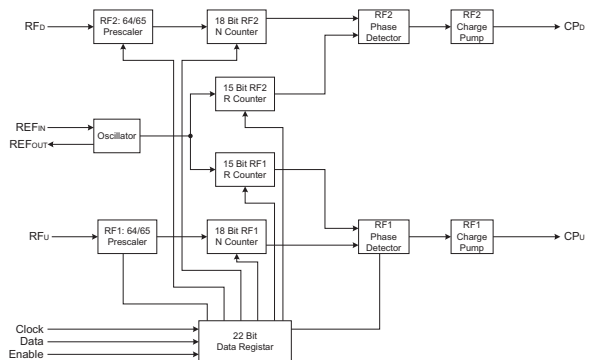 RFD
RF2: 64/65
Prescaler
18 Bit RF2
N Counter
RF2
Phase
Detector
RF2
Charge
Pump
CPD
15 Bit RF2
R Counter
REFIN
REFOUT
Oscillator
15 Bit RF1
R Counter
RFU
RF1: 64/65
Prescaler
18 Bit RF1
N Counter
RF1
Phase
Detector
RF1
Charge
Pump
CPU
Clock
Data
Enable
22 Bit
Data Registar